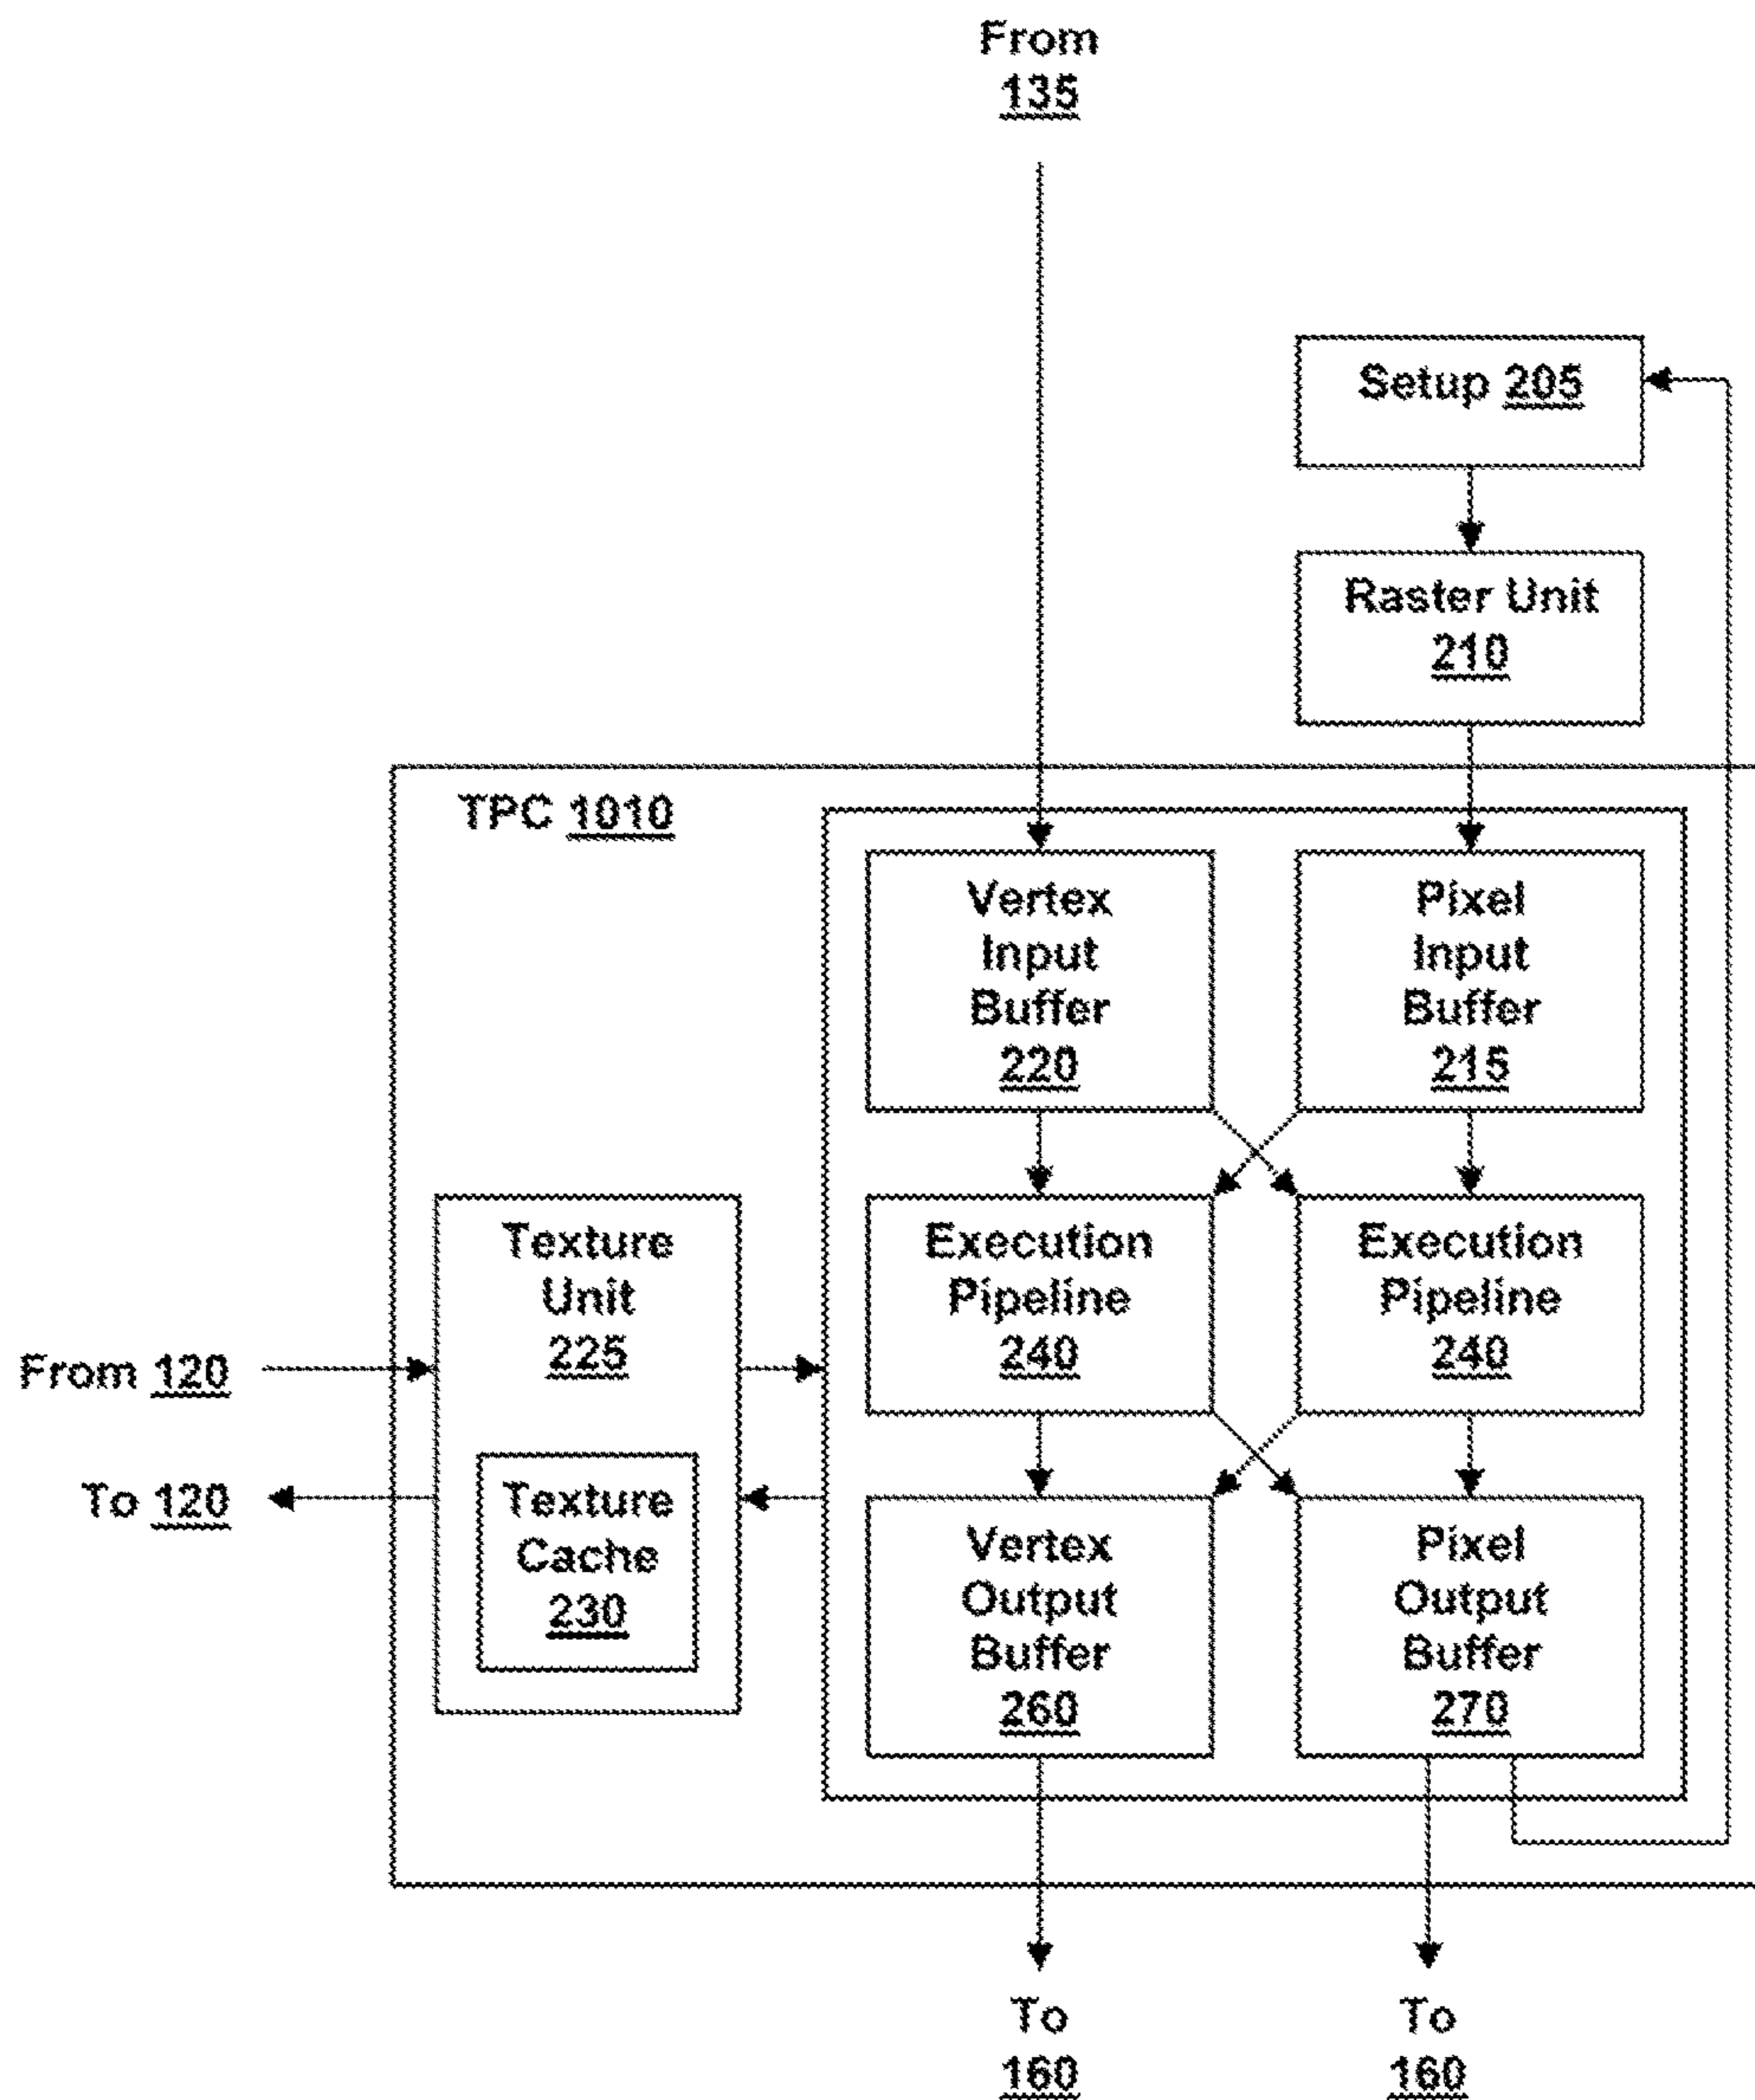 From
135
Setup 205
Raster Unit
210
TPC 1010
Vertex
Input
Buffer
220
Pixel
Input
Buffer
215
Texture
Unit
225
Execution
Pipeline
240
Execution
Pipeline
240
From 120
To 120
Texture
Cache
230
Vertex
Output
Buffer
260
Pixel
Output
Buffer
270
To
160
To
160